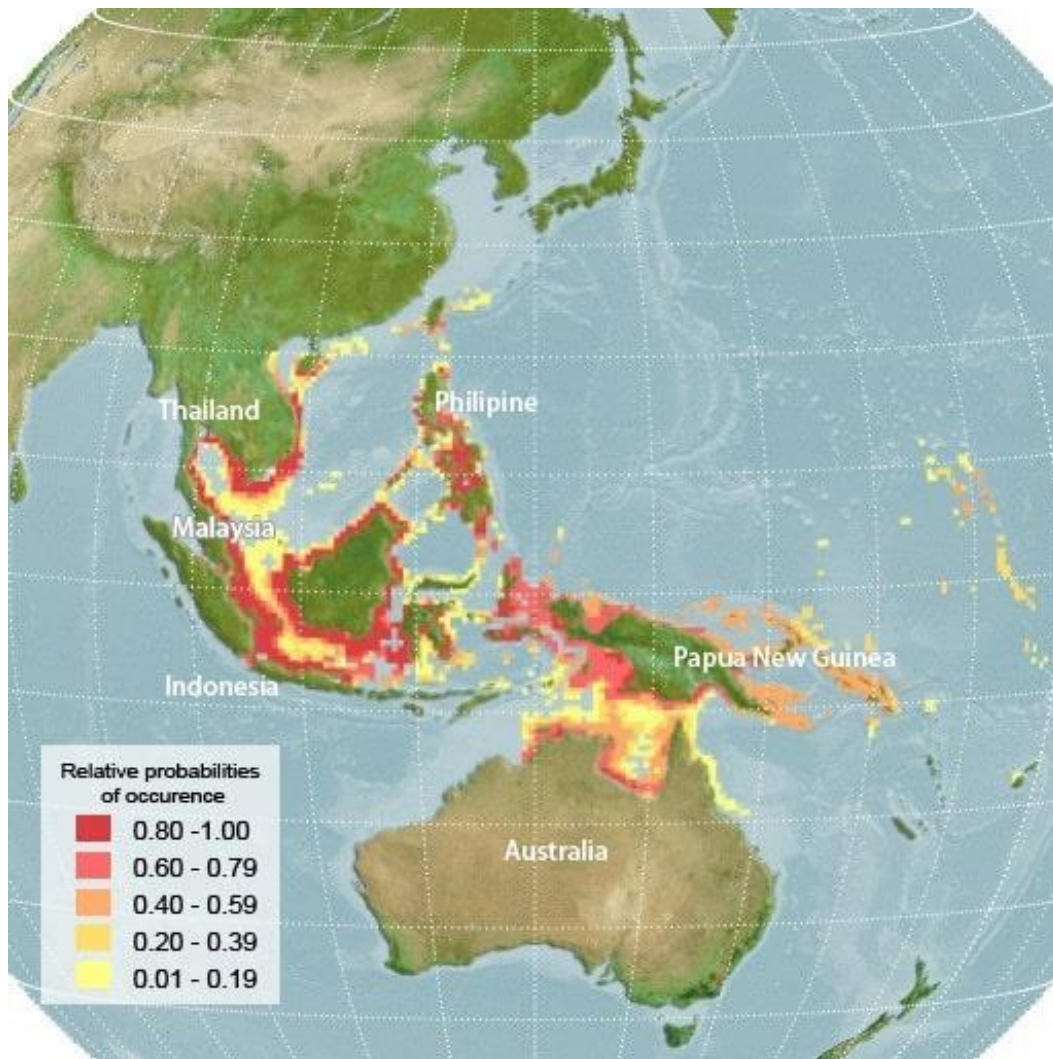 Thailand
Philipine
Malaysia
Papua New Guinea
Indonesia
Relative probabilities
of occurence
0.80 -1.00
0.60 - 0.79
0.40 - 0.59
0.20 - 0.39
0.01 - 0.19
Australia